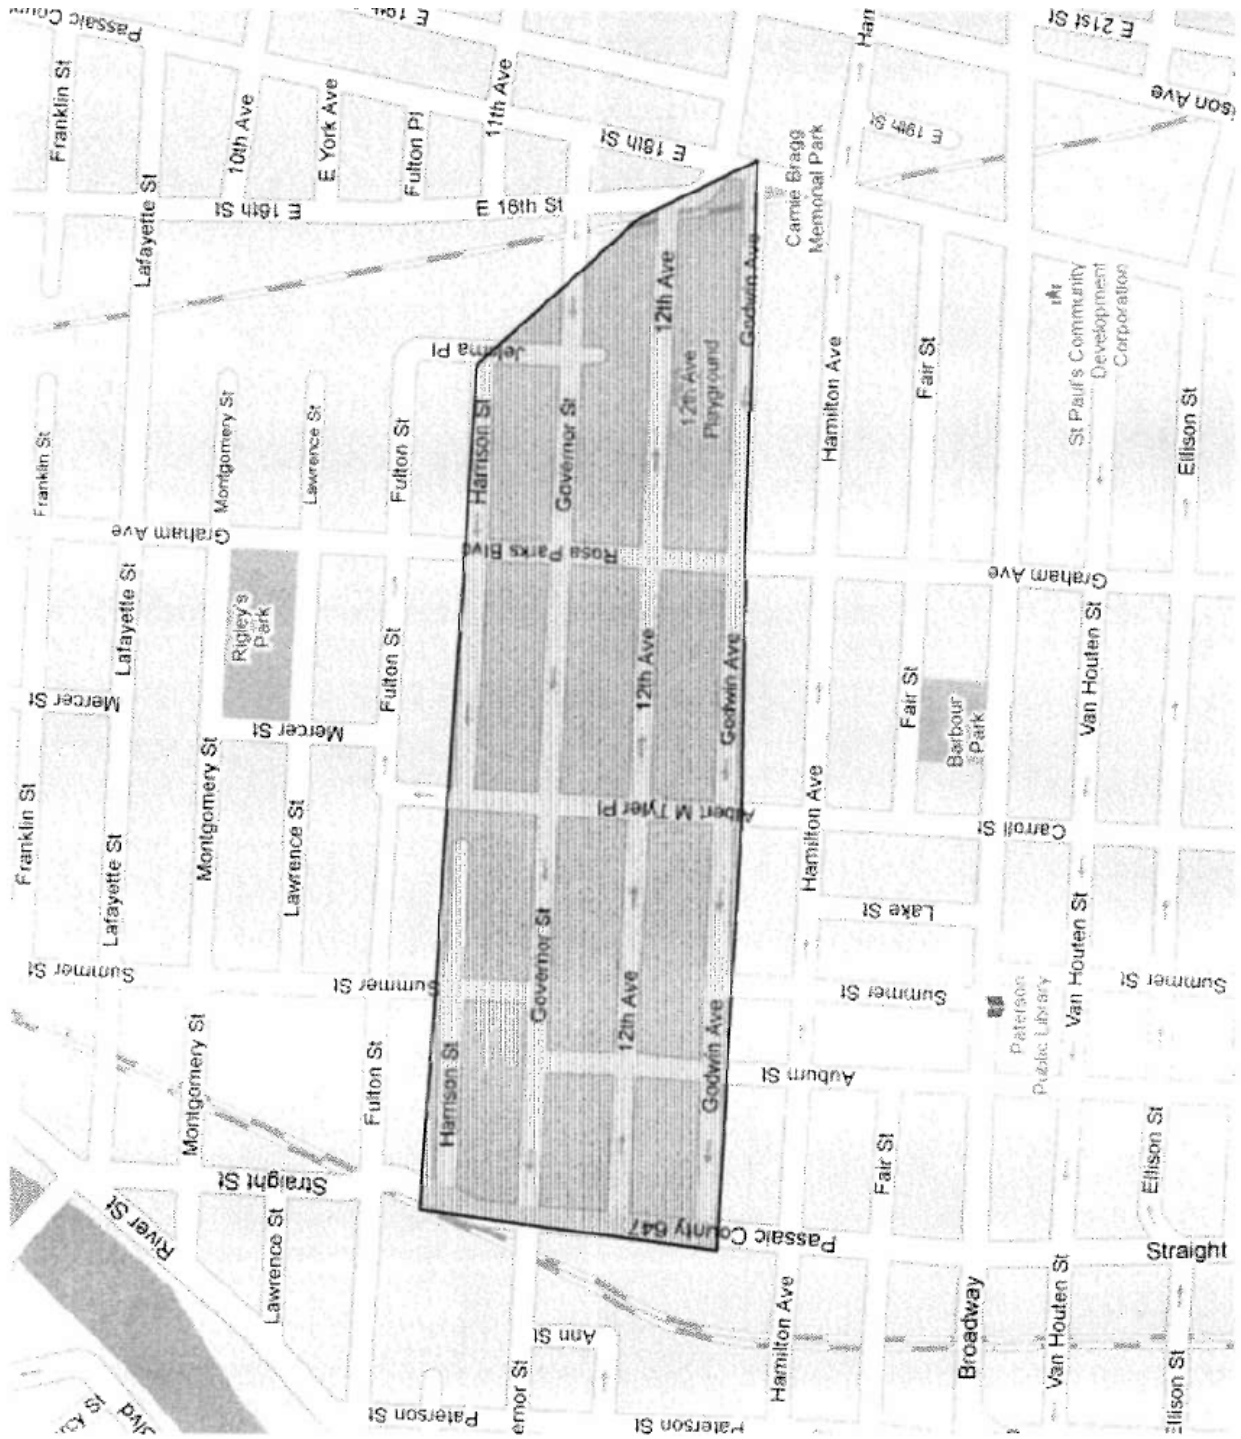 Passaic Coun
E 19th
Ham
E 21st St
Franklin St
10th Ave
E York Ave
Fulton Pl
11th Ave
E 18th St
E 19th St
Carrie Bragg
Memorial Park
Lafayette St
E 16th St
E 16th St
12th Ave
Godwin Ave
Jelsma Pl
12th Ave
Playground
Hamilton Ave
Fair St
St Paul's Community
Development
Corporation
Ellison St
Franklin St
Montgomery St
Lawrence St
Fulton St
Harrison St
Governor St
Graham Ave
Rosa Parks Blvd
Graham Ave
Lafayette St
Rigley's
Park
Fulton St
12th Ave
Godwin Ave
Fair St
Barbour
Park
Van Houten St
Mercer St
Mercer St
Franklin St
Lafayette St
Montgomery St
Lawrence St
Albert M Tyler Pl
Hamilton Ave
Carroll St
Lake St
Van Houten St
Summer St
Summer St
Governor St
12th Ave
Godwin Ave
Summer St
Paterson
Public Library
Summer St
Montgomery St
Fulton St
Harrison St
Auburn St
Fair St
Ellison St
Straight St
River St
Lawrence St
Passaic County 647
Straight
Ann St
Hamilton Ave
Broadway
Van Houten St
Ellison St
Paterson St
ernor St
Paterson St
Blvd